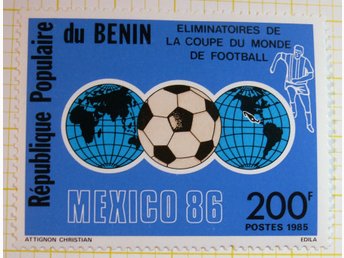 République Populaire
du BENIN
ELIMINATOIRES DE
LA COUPE DU MONDE
DE FOOTBALL
MEXICO 86
200F
POSTES 1985
ATTIGNON CHRISTIAN
EDILA